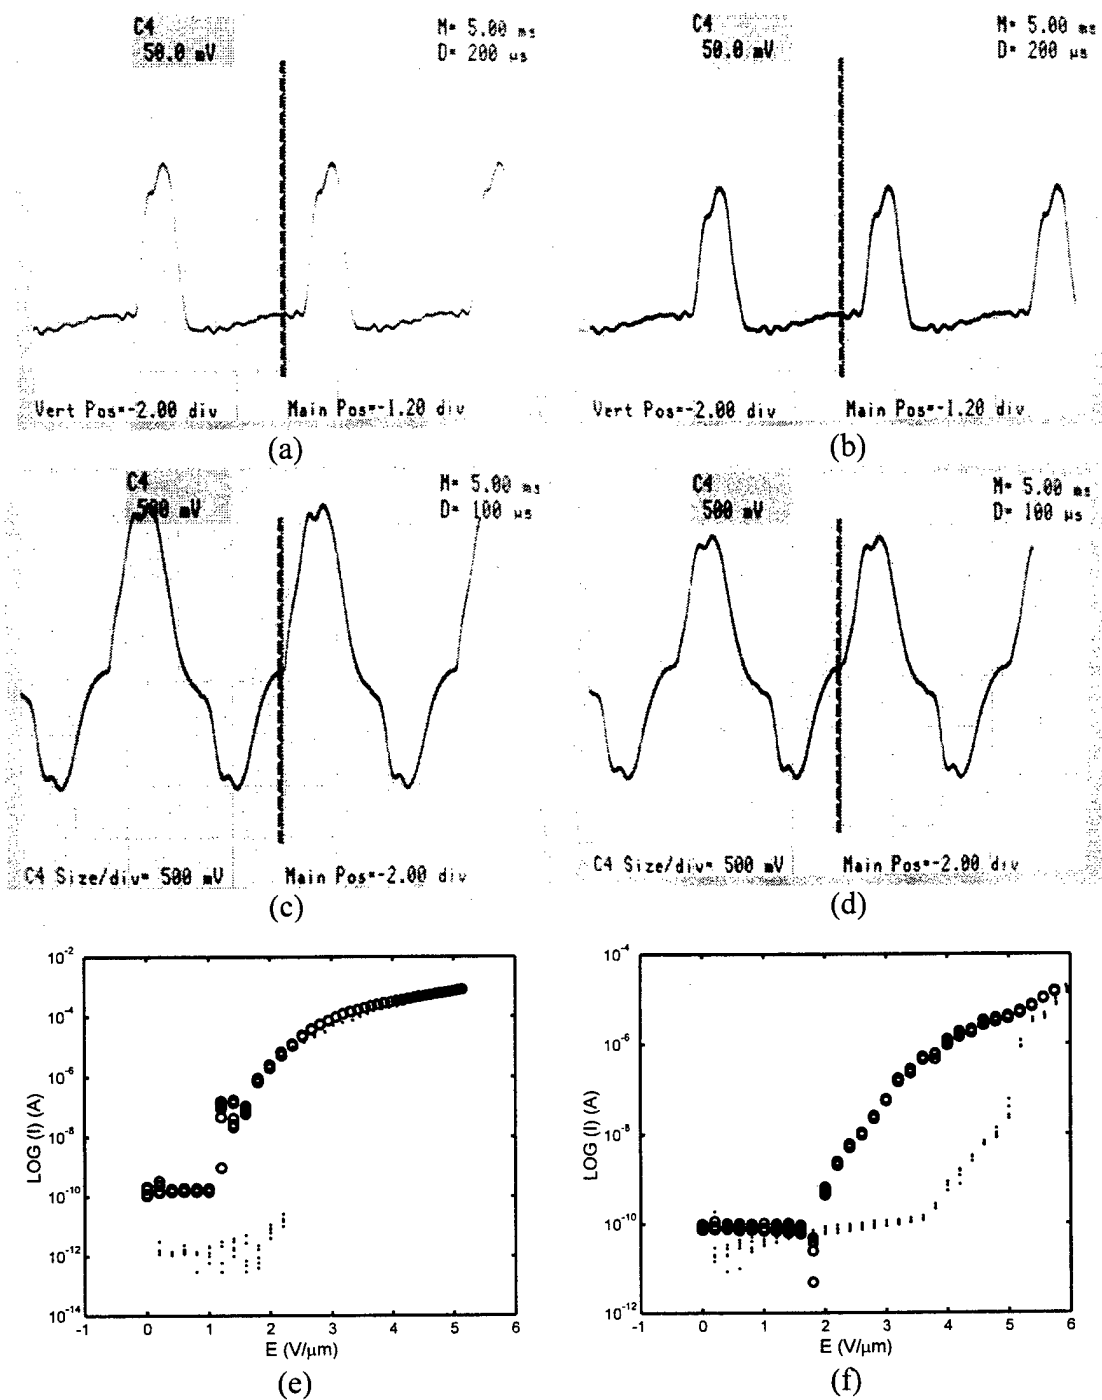 C4
50.0 mV
M= 5.00 ms
D= 200 µs
Vert Pos=-2.00 div
Main Pos=-1.20 div
(a)
C4
50.0 mV
M= 5.00 ms
D= 200 µs
Vert Pos=-2.00 div
Main Pos=-1.20 div
(b)
C4
500 mV
M= 5.00 ms
D= 100 µs
C4 Size/div= 500 mV
Main Pos=-2.00 div
(c)
C4
500 mV
M= 5.00 ms
D= 100 µs
C4 Size/div= 500 mV
Main Pos=-2.00 div
(d)
LOG (I) (A)
10⁻²
10⁻⁴
10⁻⁶
10⁻⁸
10⁻¹⁰
10⁻¹²
10⁻¹⁴
-1 0 1 2 3 4 5 6
E (V/µm)
(e)
LOG (I) (A)
10⁻⁴
10⁻⁶
10⁻⁸
10⁻¹⁰
10⁻¹²
-1 0 1 2 3 4 5 6
E (V/µm)
(f)